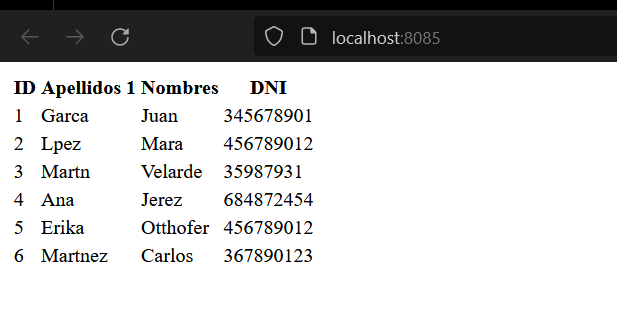 localhost:8085
ID Apellidos 1 Nombres DNI
1 Garca Juan 345678901
2 Lpez Mara 456789012
3 Martn Velarde 35987931
4 Ana Jerez 684872454
5 Erika Otthofer 456789012
6 Martnez Carlos 367890123